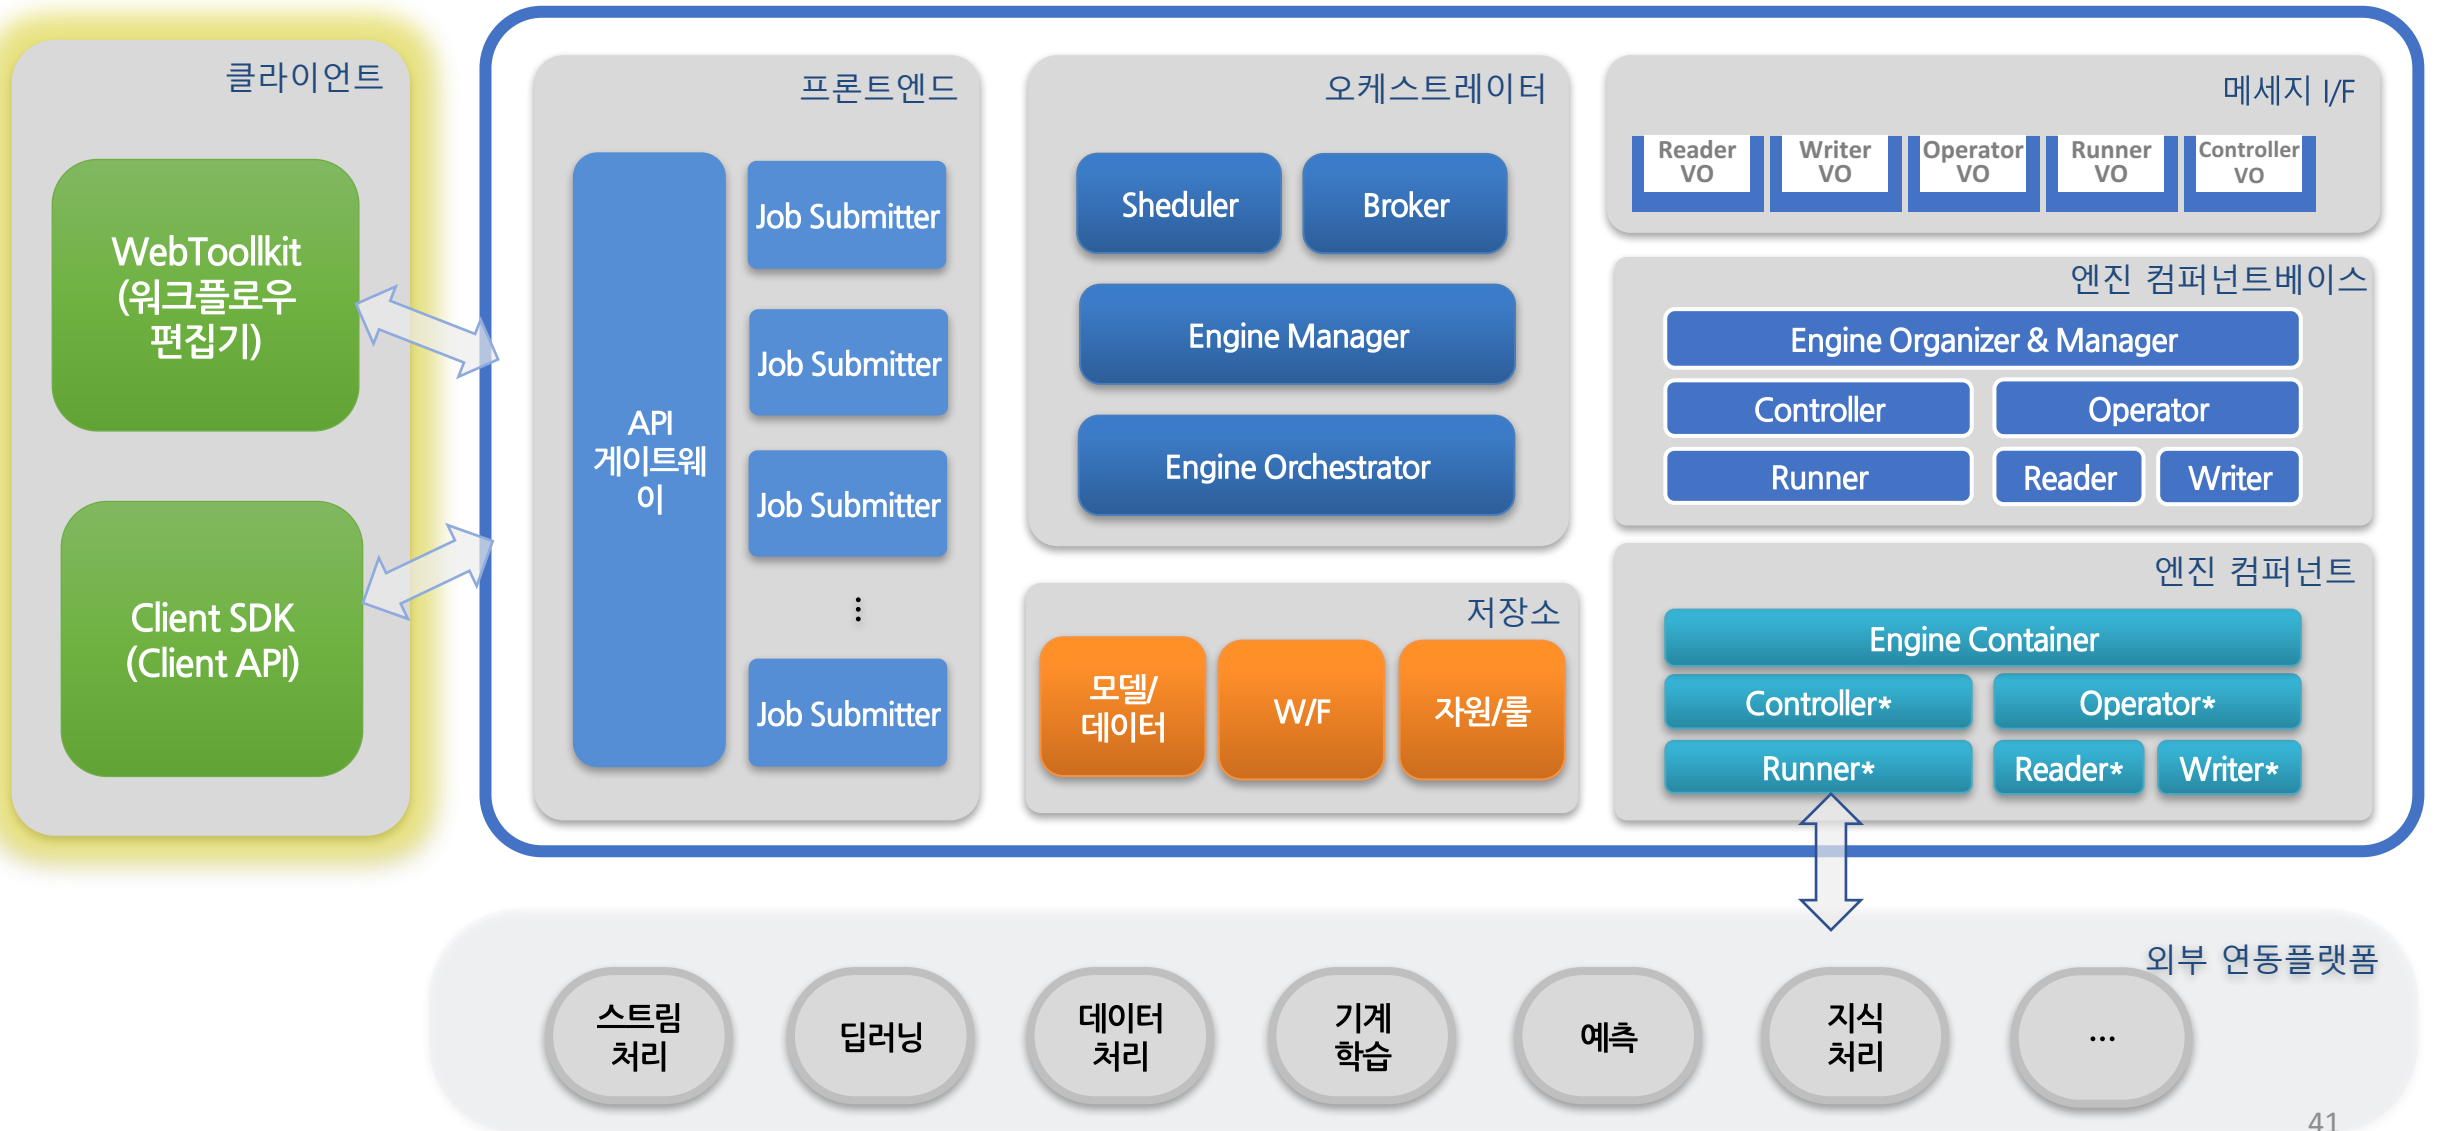 클라이언트
WebToollkit
(워크플로우
편집기)
Client SDK
(Client API)
프론트엔드
API
게이트웨
이
Job Submitter
Job Submitter
Job Submitter
...
Job Submitter
오케스트레이터
Sheduler
Broker
Engine Manager
Engine Orchestrator
저장소
모델/
데이터
W/F
자원/룰
메세지 I/F
Reader
VO
Writer
VO
Operator
VO
Runner
VO
Controller
VO
엔진 컴퍼넌트베이스
Engine Organizer & Manager
Controller
Operator
Runner
Reader
Writer
엔진 컴퍼넌트
Engine Container
Controller*
Operator*
Runner*
Reader*
Writer*
외부 연동플랫폼
스트림
처리
딥러닝
데이터
처리
기계
학습
예측
지식
처리
...
41